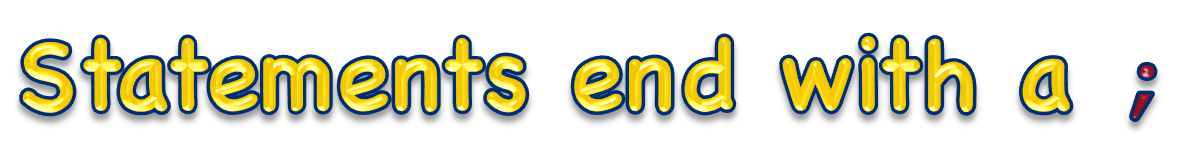 Statements end with a ;